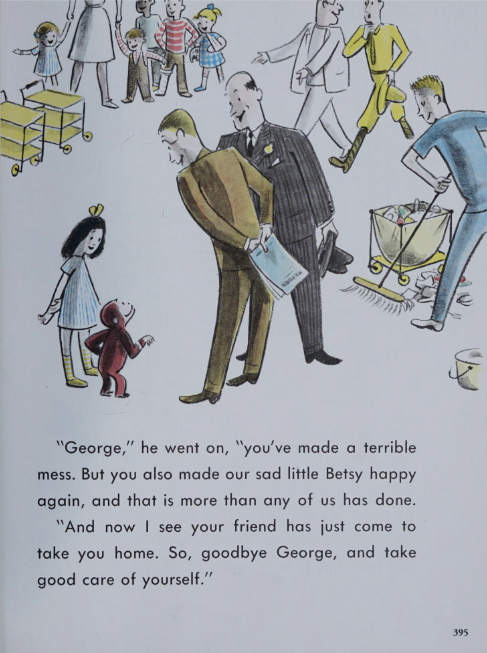 "George," he went on, "you've made a terrible
mess. But you also made our sad little Betsy happy
again, and that is more than any of us has done.
"And now I see your friend has just come to
take you home. So, goodbye George, and take
good care of yourself."
395